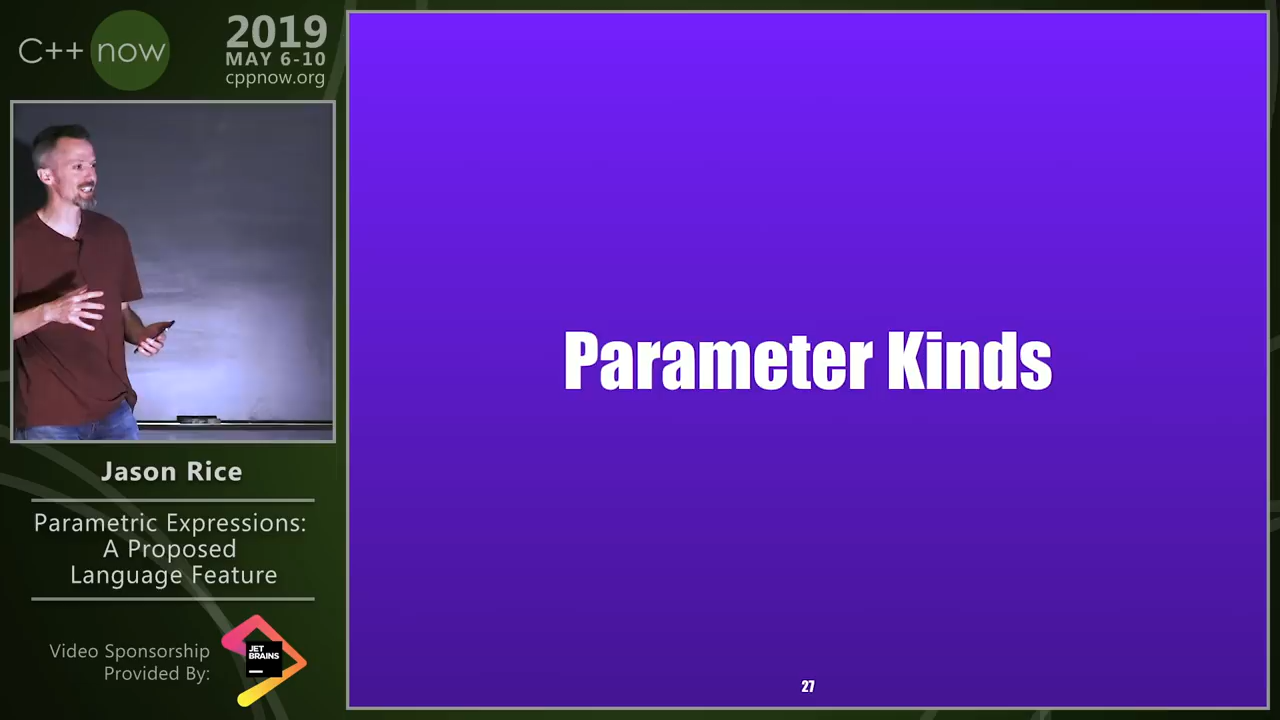 C++ now
2019
MAY 6-10
cppnow.org
Jason Rice
Parametric Expressions:
A Proposed
Language Feature
Video Sponsorship
Provided By:
JET
BRAINS
Parameter Kinds
27